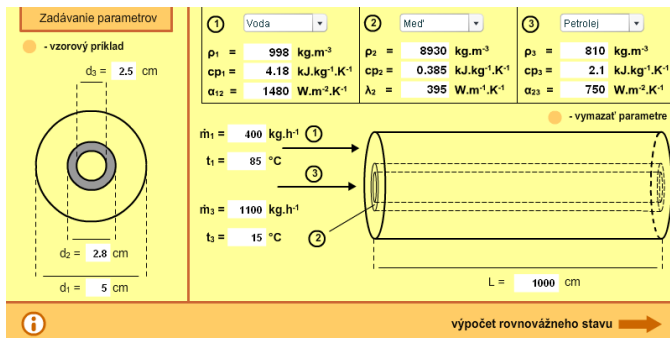 Zadávanie parametrov
- vzorový príklad
d₃ = 2.5 cm
d₂ = 2.8 cm
d₁ = 5 cm
1 Voda
ρ₁ = 998 kg.m⁻³
cp₁ = 4.18 kJ.kg⁻¹.K⁻¹
α₁₂ = 1480 W.m⁻².K⁻¹
2 Meď
ρ₂ = 8930 kg.m⁻³
cp₂ = 0.385 kJ.kg⁻¹.K⁻¹
λ₂ = 395 W.m⁻¹.K⁻¹
3 Petrolej
ρ₃ = 810 kg.m⁻³
cp₃ = 2.1 kJ.kg⁻¹.K⁻¹
α₂₃ = 750 W.m⁻².K⁻¹
- vymazať parametre
ṁ₁ = 400 kg.h⁻¹ 1
t₁ = 85 °C
3
ṁ₃ = 1100 kg.h⁻¹
t₃ = 15 °C 2
L = 1000 cm
i
výpočet rovnovážneho stavu